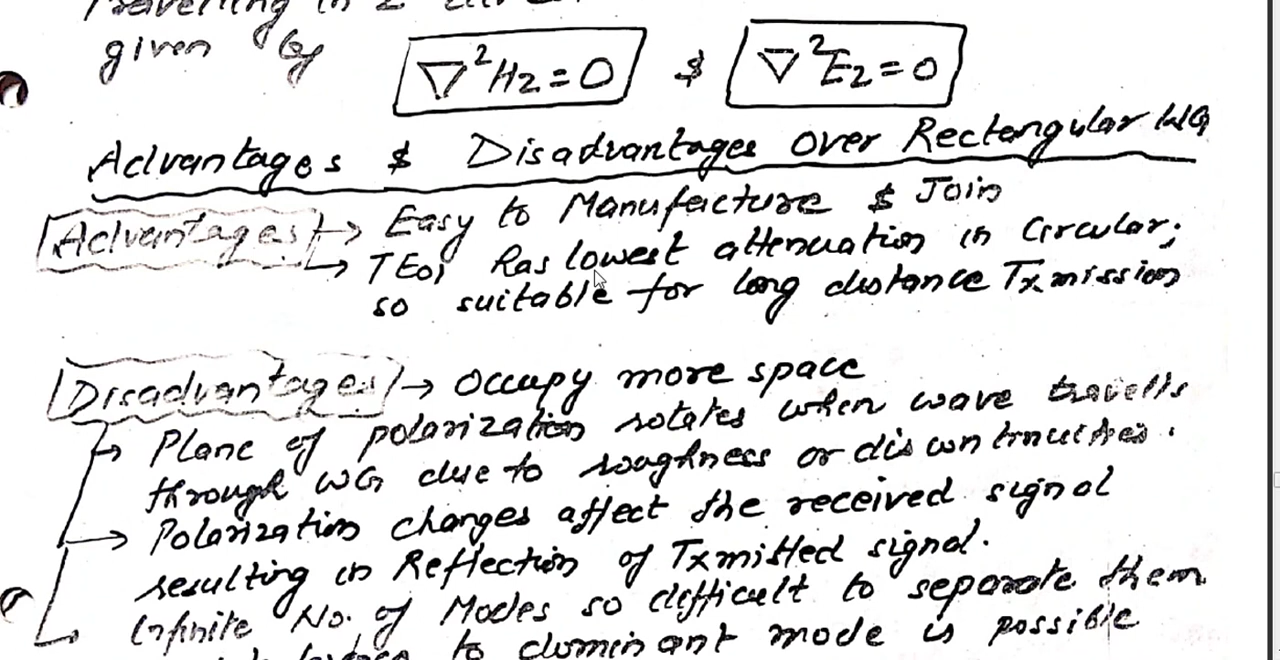 Travelling in Z
given by ∇²Hz = 0 & ∇²Ez = 0
Advantages & Disadvantages Over Rectangular WG
Advantages → Easy to Manufacture & Join
→ TE01 has lowest attenuation in Circular;
so suitable for long distance Txmission
Disadvantages → Occupy more space
→ Plane of polarization rotates when wave travells
through WG due to roughness or discontinuities.
→ Polarization changes affect the received signal
resulting in Reflection of Txmitted signal.
→ Infinite No. of Modes so difficult to separate them
to dominant mode is possible